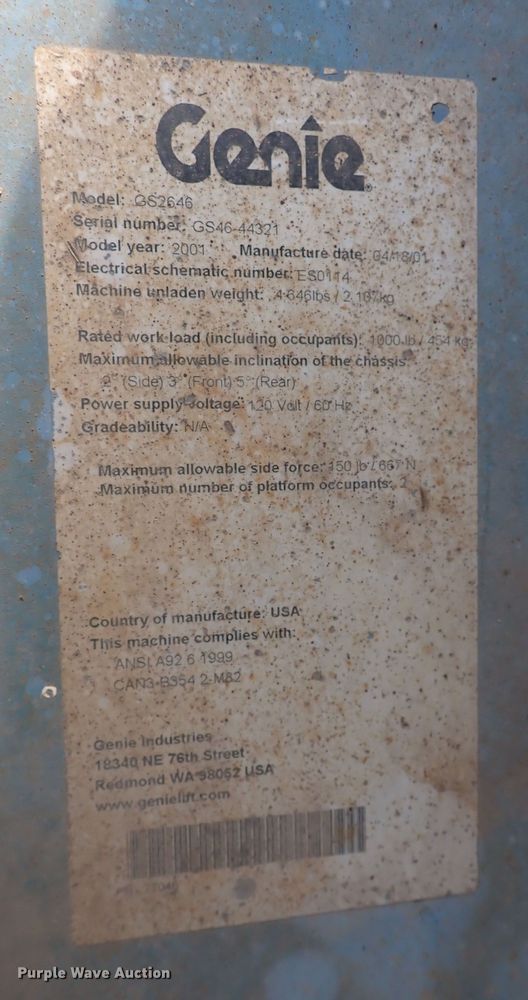 Genie
Model: GS2646
Serial number: GS46-44321
Model year: 2001 Manufacture date: 04/18/01
Electrical schematic number: ES0114
Machine unladen weight: 4,646lbs / 2,107kg
Rated work load (including occupants): 1000 lb / 454 kg
Maximum allowable inclination of the chassis:
2° (Side) 3° (Front) 5° (Rear)
Power supply voltage: 120 Volt / 60 Hz
Gradeability: N/A
Maximum allowable side force: 150 lb / 667 N
Maximum number of platform occupants: 2
Country of manufacture: USA
This machine complies with:
ANSI A92.6 1999
CAN3-B354.2-M82
Genie Industries
18340 NE 76th Street
Redmond WA 98052 USA
www.genielift.com
Purple Wave Auction